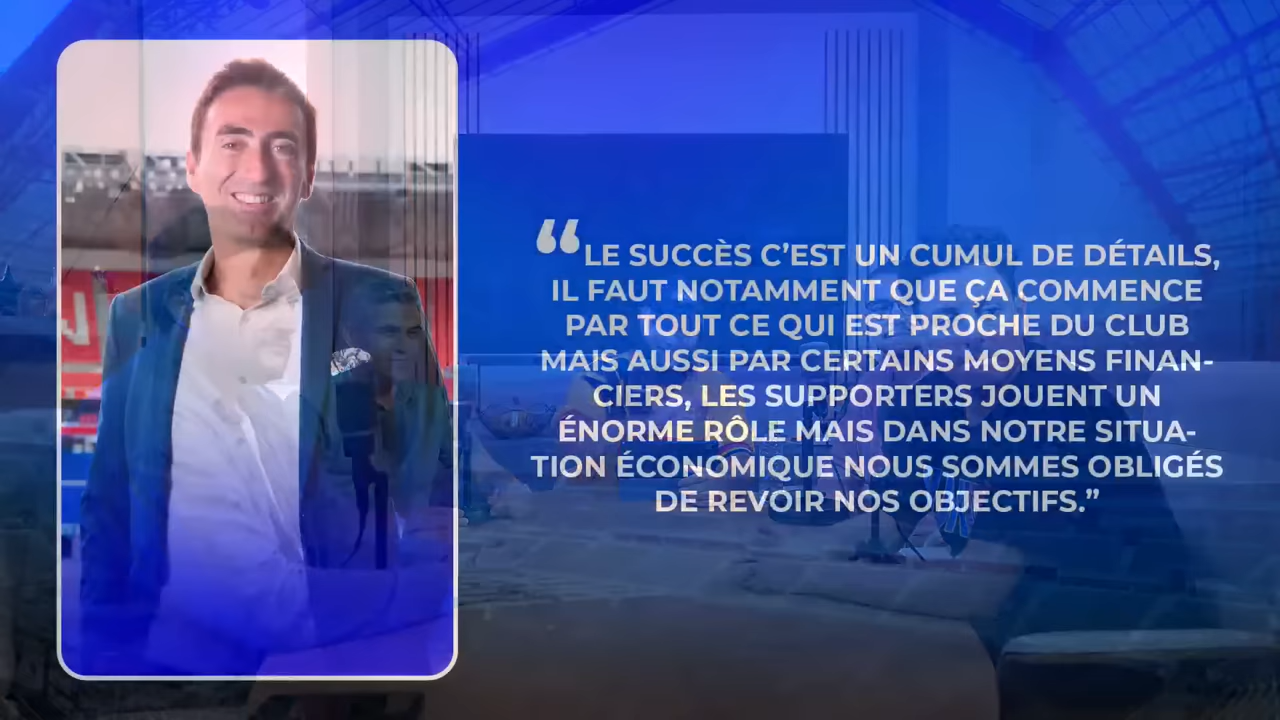 “LE SUCCÈS C’EST UN CUMUL DE DÉTAILS,
IL FAUT NOTAMMENT QUE ÇA COMMENCE
PAR TOUT CE QUI EST PROCHE DU CLUB
MAIS AUSSI PAR CERTAINS MOYENS FINAN-
CIERS, LES SUPPORTERS JOUENT UN
ÉNORME RÔLE MAIS DANS NOTRE SITUA-
TION ÉCONOMIQUE NOUS SOMMES OBLIGÉS
DE REVOIR NOS OBJECTIFS.”